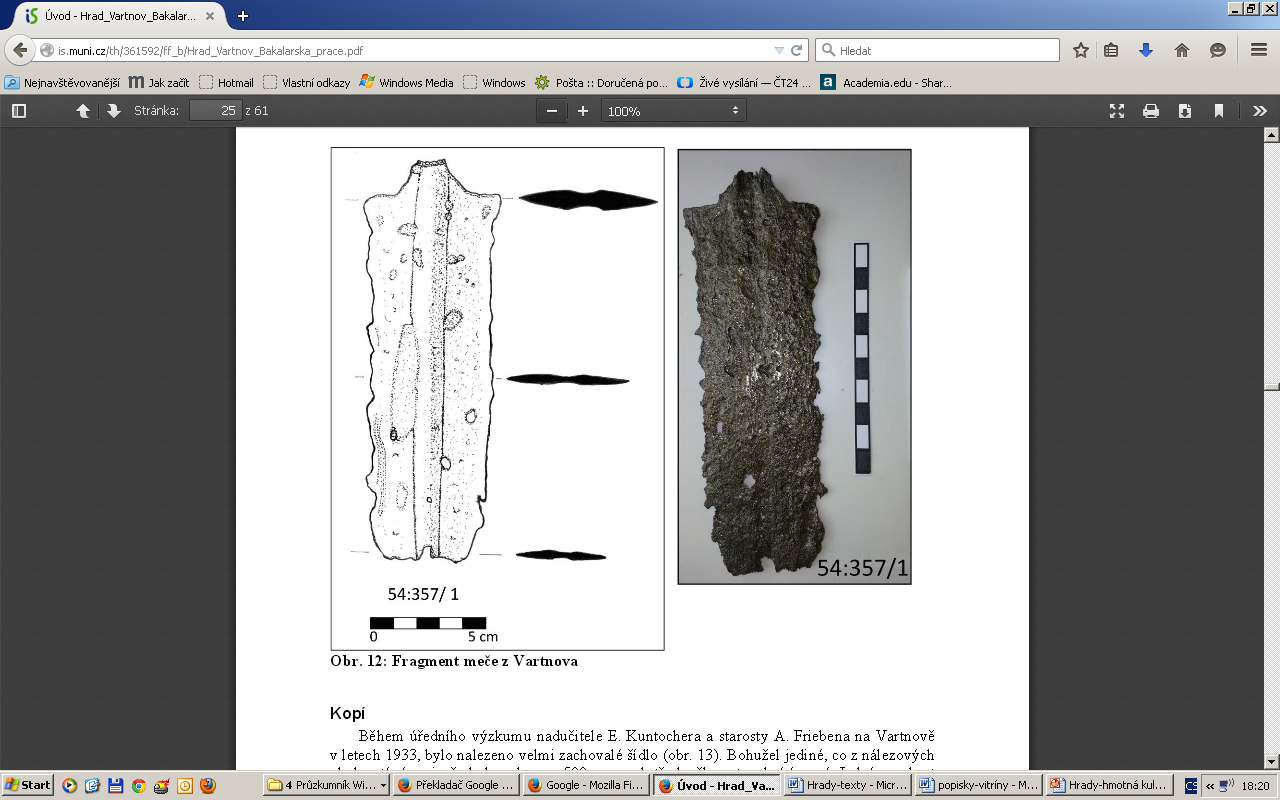 Úvod - Hrad_Vartnov_Bakalar...
is.muni.cz/th/361592/ff_b/Hrad_Vartnov_Bakalarska_prace.pdf
Hledat
Nejnavštěvovanější
Jak začít
Hotmail
Vlastní odkazy
Windows Media
Windows
Pošta :: Doručená po...
Živé vysílání — ČT24 ...
Academia.edu - Shar...
Stránka:
25
z 61
100%
54:357/ 1
0
5 cm
54:357/1
Obr. 12: Fragment meče z Vartnova
Kopí
Během úředního výzkumu nadučitele E. Kuntochera a starosty A. Friebena na Vartnově
v letech 1933, bylo nalezeno velmi zachovalé šídlo (obr. 13). Bohužel jediné, co z nálezových
Start
4 Průzkumník Wi...
Překladač Google ...
Google - Mozilla Fi...
Úvod - Hrad_Va...
Hrady-texty - Micr...
popisky-vitríny - M...
Hrady-hmotná kul...
CS
18:20